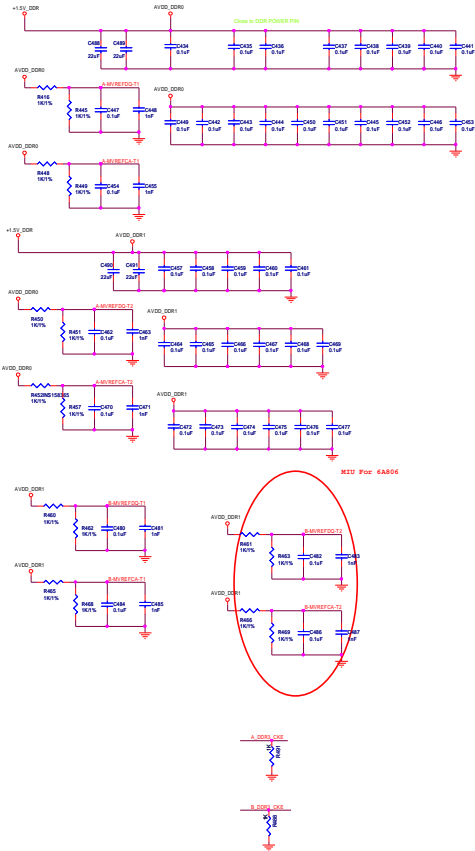 +1.5V_DDR
AVDD_DDR0
Close to DDR POWER PIN
C488
22uF
C489
22uF
C434
0.1uF
C435
0.1uF
C436
0.1uF
C437
0.1uF
C438
0.1uF
C439
0.1uF
C440
0.1uF
C441
0.1uF
AVDD_DDR0
A-MVREFDQ-T1
R416
1K/1%
R445
1K/1%
C447
0.1uF
C448
1nF
AVDD_DDR0
C449
0.1uF
C442
0.1uF
C443
0.1uF
C444
0.1uF
C450
0.1uF
C451
0.1uF
C445
0.1uF
C452
0.1uF
C446
0.1uF
C453
0.1uF
AVDD_DDR0
A-MVREFCA-T1
R448
1K/1%
R449
1K/1%
C454
0.1uF
C455
1nF
+1.5V_DDR
AVDD_DDR1
C490
22uF
C491
22uF
C457
0.1uF
C458
0.1uF
C459
0.1uF
C460
0.1uF
C461
0.1uF
AVDD_DDR0
A-MVREFDQ-T2
R450
1K/1%
R451
1K/1%
C462
0.1uF
C463
1nF
AVDD_DDR1
C464
0.1uF
C465
0.1uF
C466
0.1uF
C467
0.1uF
C468
0.1uF
C469
0.1uF
AVDD_DDR0
A-MVREFCA-T2
1K/1%
R457
1K/1%
C470
0.1uF
C471
1nF
AVDD_DDR1
C472
0.1uF
C473
0.1uF
C474
0.1uF
C475
0.1uF
C476
0.1uF
C477
0.1uF
MIU For 6A806
AVDD_DDR1
B-MVREFDQ-T1
R460
1K/1%
R462
1K/1%
C480
0.1uF
C481
1nF
AVDD_DDR1
B-MVREFDQ-T2
R461
1K/1%
R463
1K/1%
C482
0.1uF
C483
1nF
AVDD_DDR1
B-MVREFCA-T1
R465
1K/1%
R468
1K/1%
C484
0.1uF
C485
1nF
AVDD_DDR1
B-MVREFCA-T2
R466
1K/1%
R469
1K/1%
C486
0.1uF
C487
1nF
A_DDR3_CKE
1K
R491
B_DDR3_CKE
1K